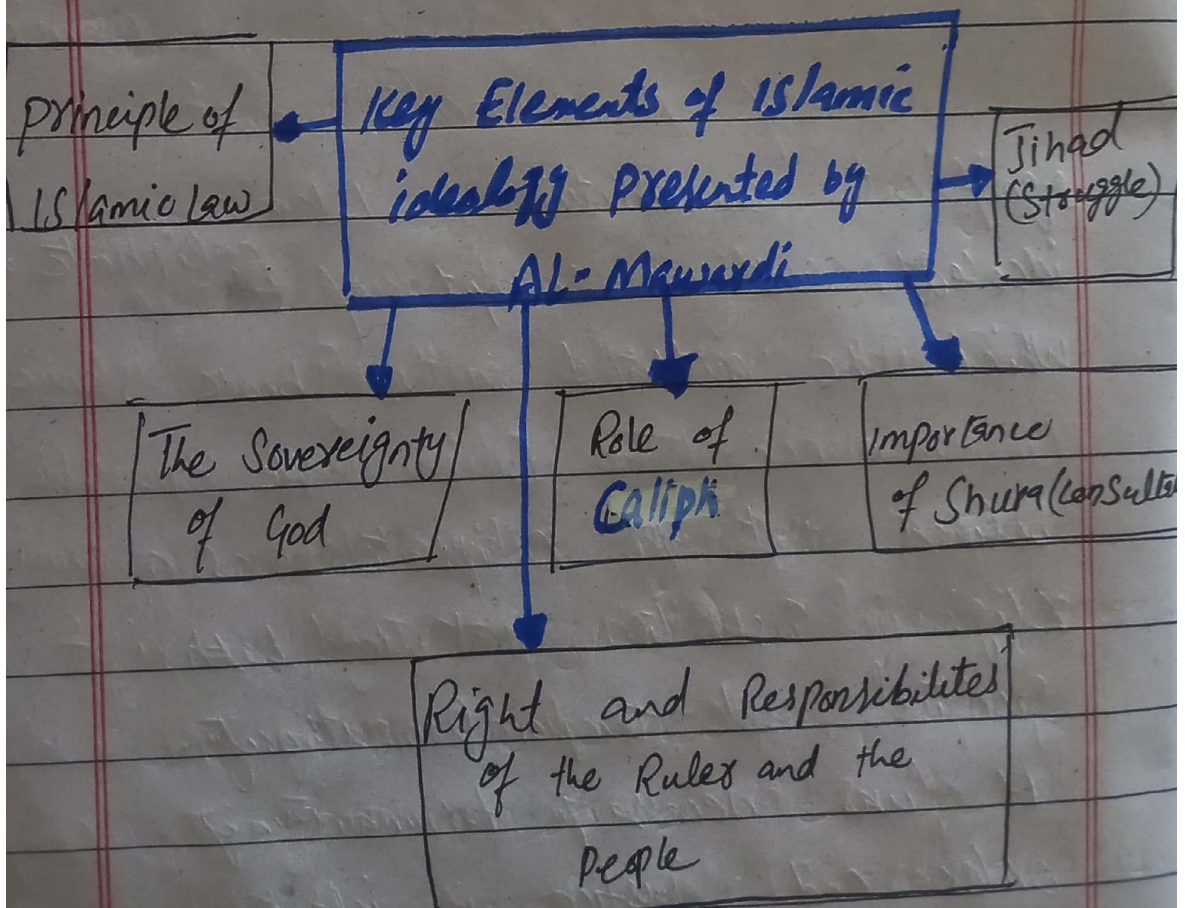 Key Elements of Islamic
ideology presented by
AL-Mawardi
principle of
Islamic law
Jihad
(Struggle)
The Sovereignty
of God
Role of
Caliph
importance
of Shura (Consulta
Right and Responsibilites
of the Ruler and the
People